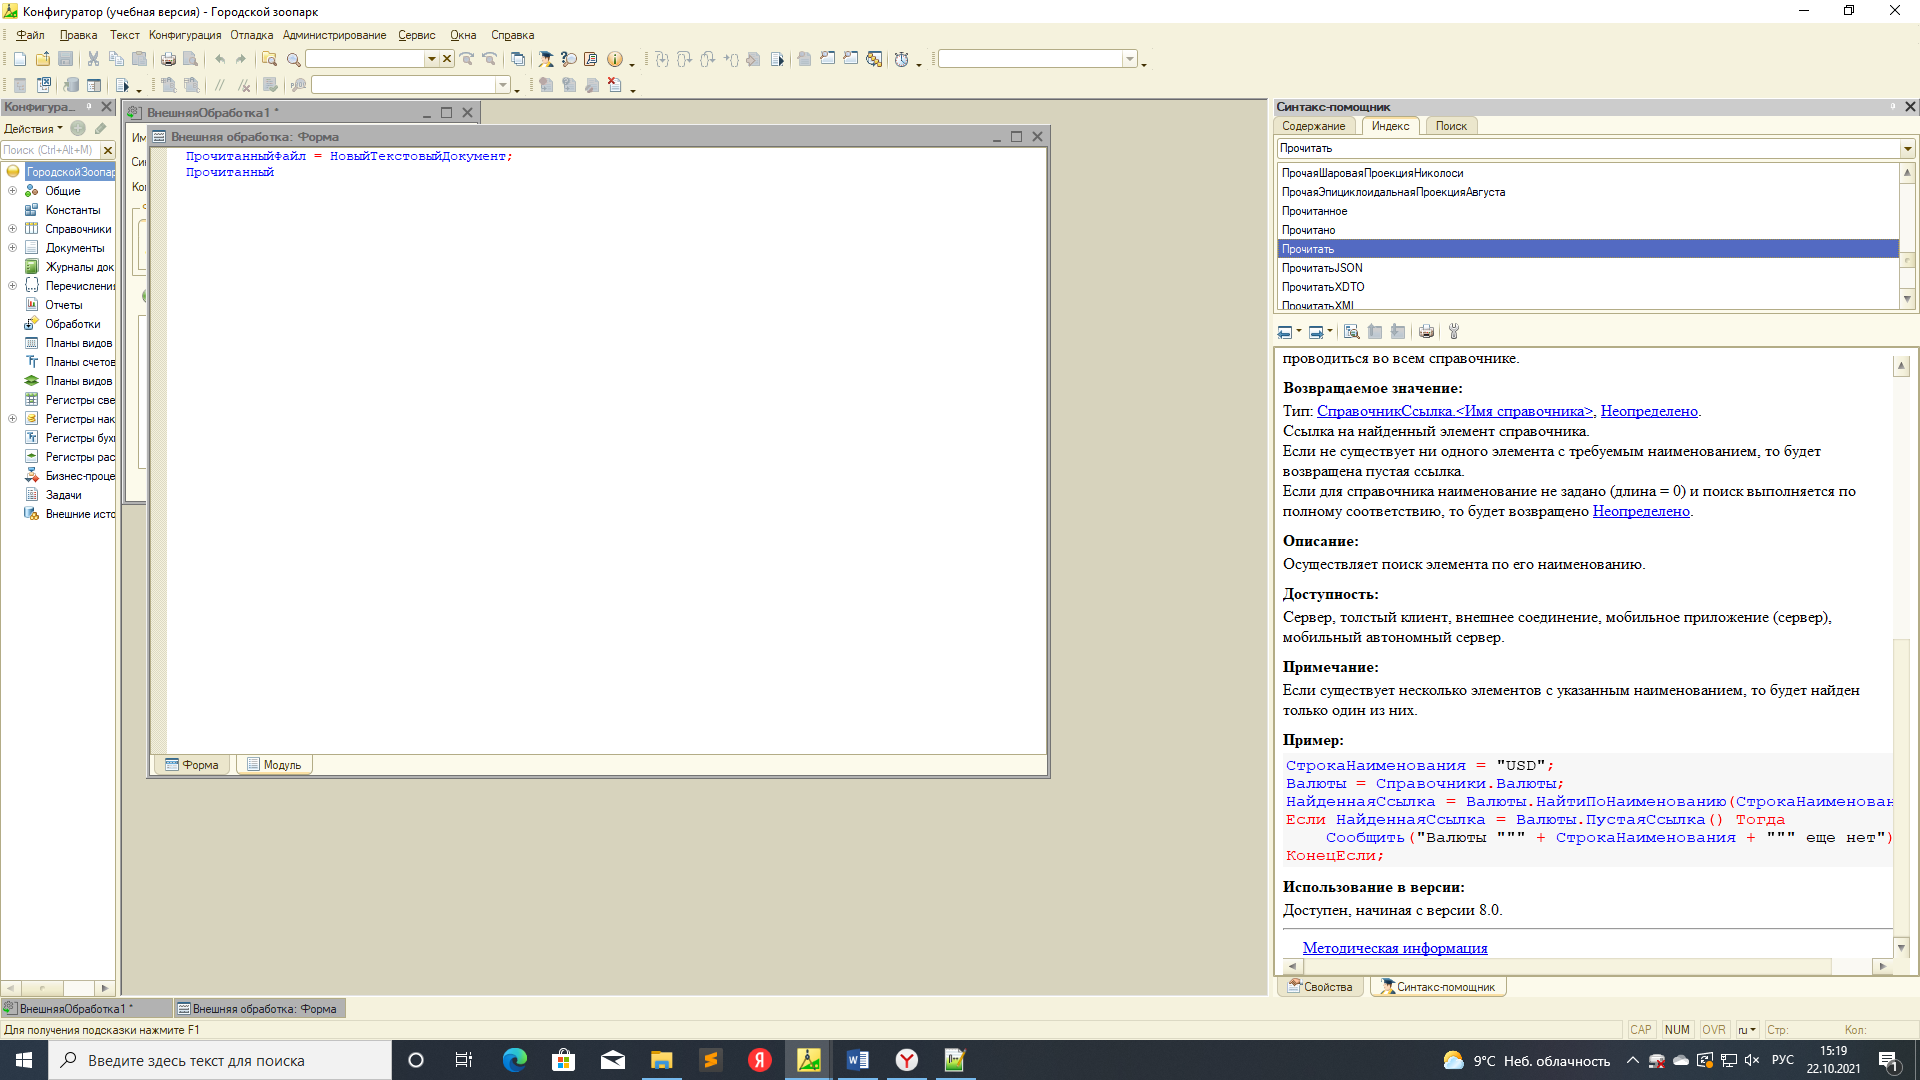 Конфигуратор (учебная версия) - Городской зоопарк
Файл Правка Текст Конфигурация Отладка Администрирование Сервис Окна Справка
Конфигура...
Действия
Поиск (Ctrl+Alt+M)
ГородскойЗоопар
Общие
Константы
Справочники
Документы
Журналы док
Перечисления
Отчеты
Обработки
Планы видов
Планы счетов
Планы видов
Регистры све
Регистры нак
Регистры бух
Регистры рас
Бизнес-проце
Задачи
Внешние исто
ВнешняяОбработка1 *
Им
Син
Ко
Внешняя обработка: Форма
ПрочитанныйФайл = НовыйТекстовыйДокумент;
Прочитанный
Форма Модуль
Синтакс-помощник
Содержание Индекс Поиск
Прочитать
ПрочаяШароваяПроекцияНиколоси
ПрочаяЭпициклоидальнаяПроекцияАвгуста
Прочитанное
Прочитано
Прочитать
ПрочитатьJSON
ПрочитатьXDTO
ПрочитатьXML
проводиться во всем справочнике.
Возвращаемое значение:
Тип: СправочникСсылка.<Имя справочника>, Неопределено.
Ссылка на найденный элемент справочника.
Если не существует ни одного элемента с требуемым наименованием, то будет
возвращена пустая ссылка.
Если для справочника наименование не задано (длина = 0) и поиск выполняется по
полному соответствию, то будет возвращено Неопределено.
Описание:
Осуществляет поиск элемента по его наименованию.
Доступность:
Сервер, толстый клиент, внешнее соединение, мобильное приложение (сервер),
мобильный автономный сервер.
Примечание:
Если существует несколько элементов с указанным наименованием, то будет найден
только один из них.
Пример:
СтрокаНаименования = "USD";
Валюты = Справочники.Валюты;
НайденнаяСсылка = Валюты.НайтиПоНаименованию(СтрокаНаименован
Если НайденнаяСсылка = Валюты.ПустаяСсылка() Тогда
Сообщить("Валюты """ + СтрокаНаименования + """ еще нет")
КонецЕсли;
Использование в версии:
Доступен, начиная с версии 8.0.
Методическая информация
Свойства Синтакс-помощник
ВнешняяОбработка1 * Внешняя обработка: Форма
Для получения подсказки нажмите F1
CAP NUM OVR ru Стр: Кол:
Введите здесь текст для поиска
9°C Неб. облачность
РУС
15:19
22.10.2021
1